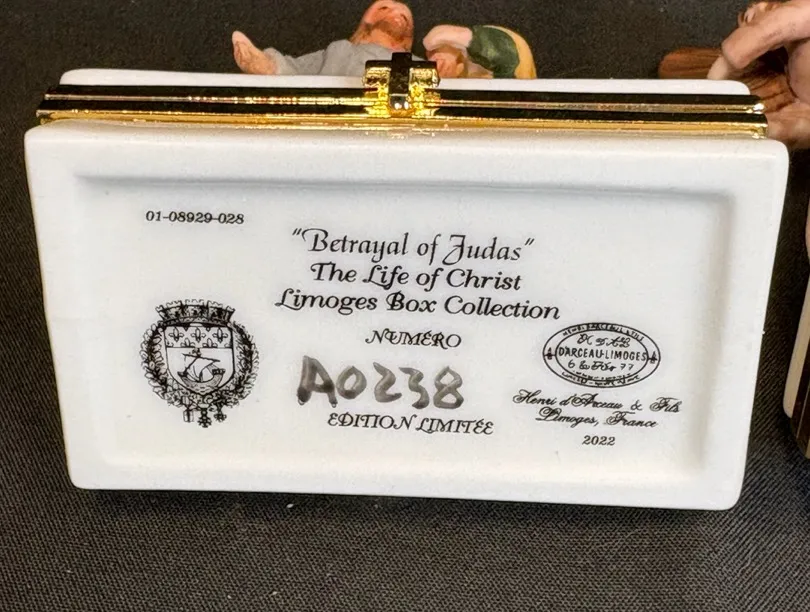 01-08929-028
"Betrayal of Judas"
The Life of Christ
Limoges Box Collection
NUMÉRO
A0238
EDITION LIMITÉE
D'ARCEAU-LIMOGES
Henri d'Arceau & Fils
Limoges, France
2022